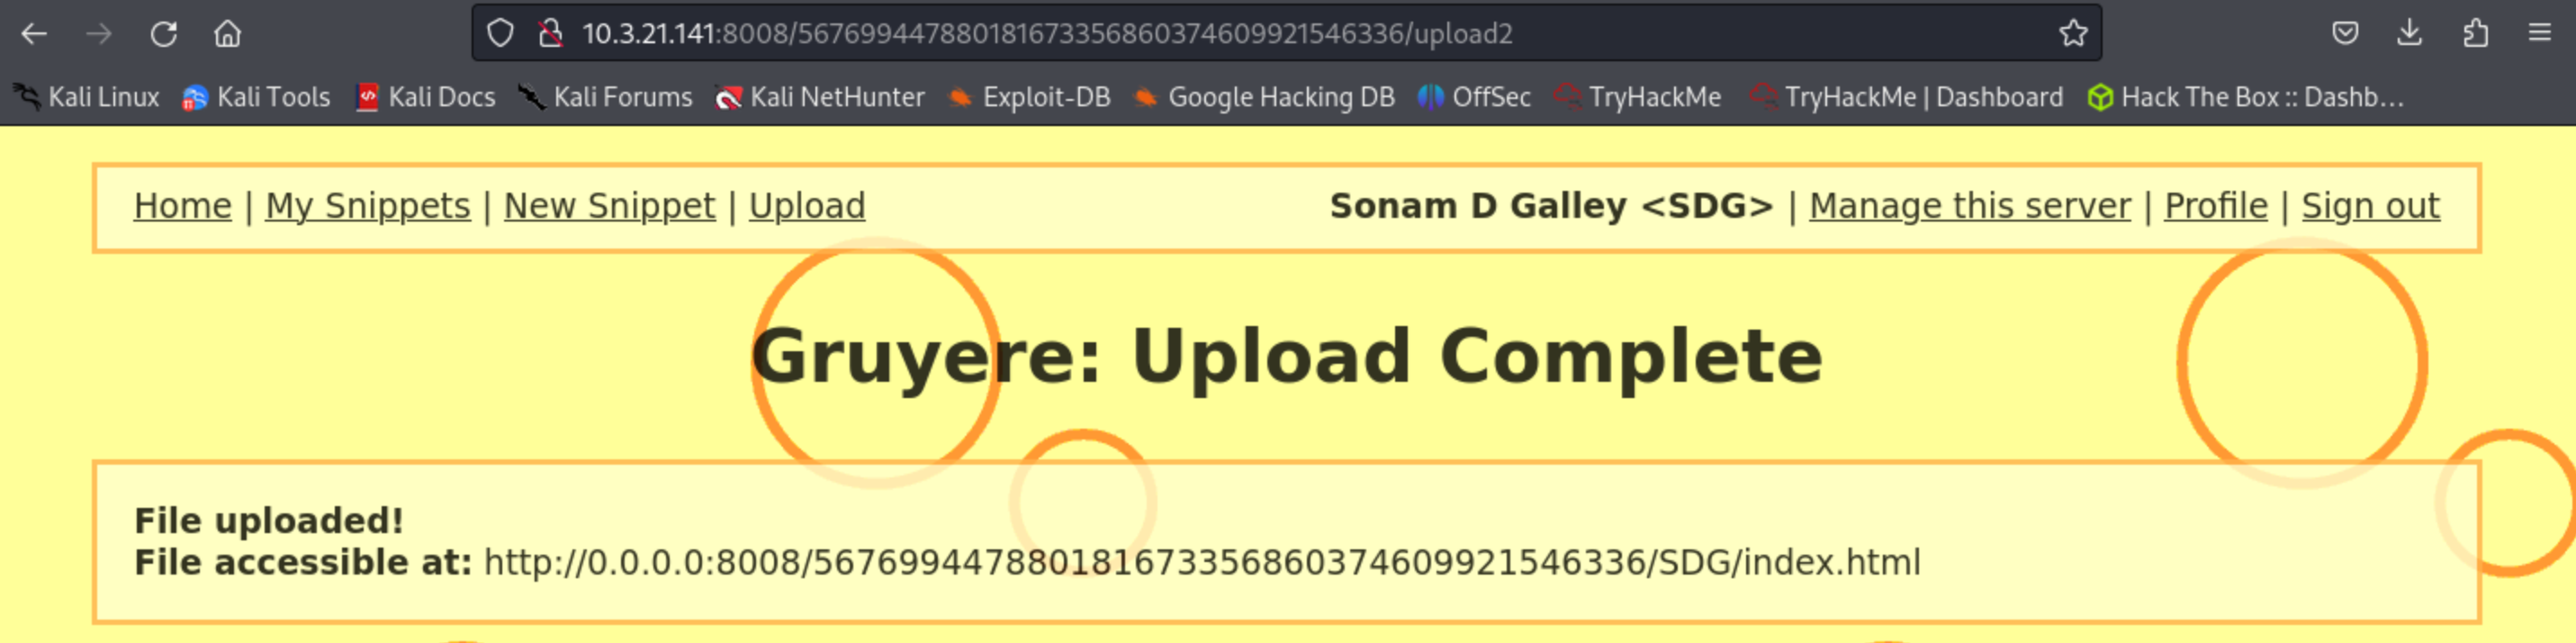 10.3.21.141:8008/567699447880181673356860374609921546336/upload2
Kali Linux Kali Tools Kali Docs Kali Forums Kali NetHunter Exploit-DB Google Hacking DB OffSec TryHackMe TryHackMe | Dashboard Hack The Box :: Dashb…
Home | My Snippets | New Snippet | Upload Sonam D Galley <SDG> | Manage this server | Profile | Sign out
Gruyere: Upload Complete
File uploaded!
File accessible at: http://0.0.0.0:8008/567699447880181673356860374609921546336/SDG/index.html